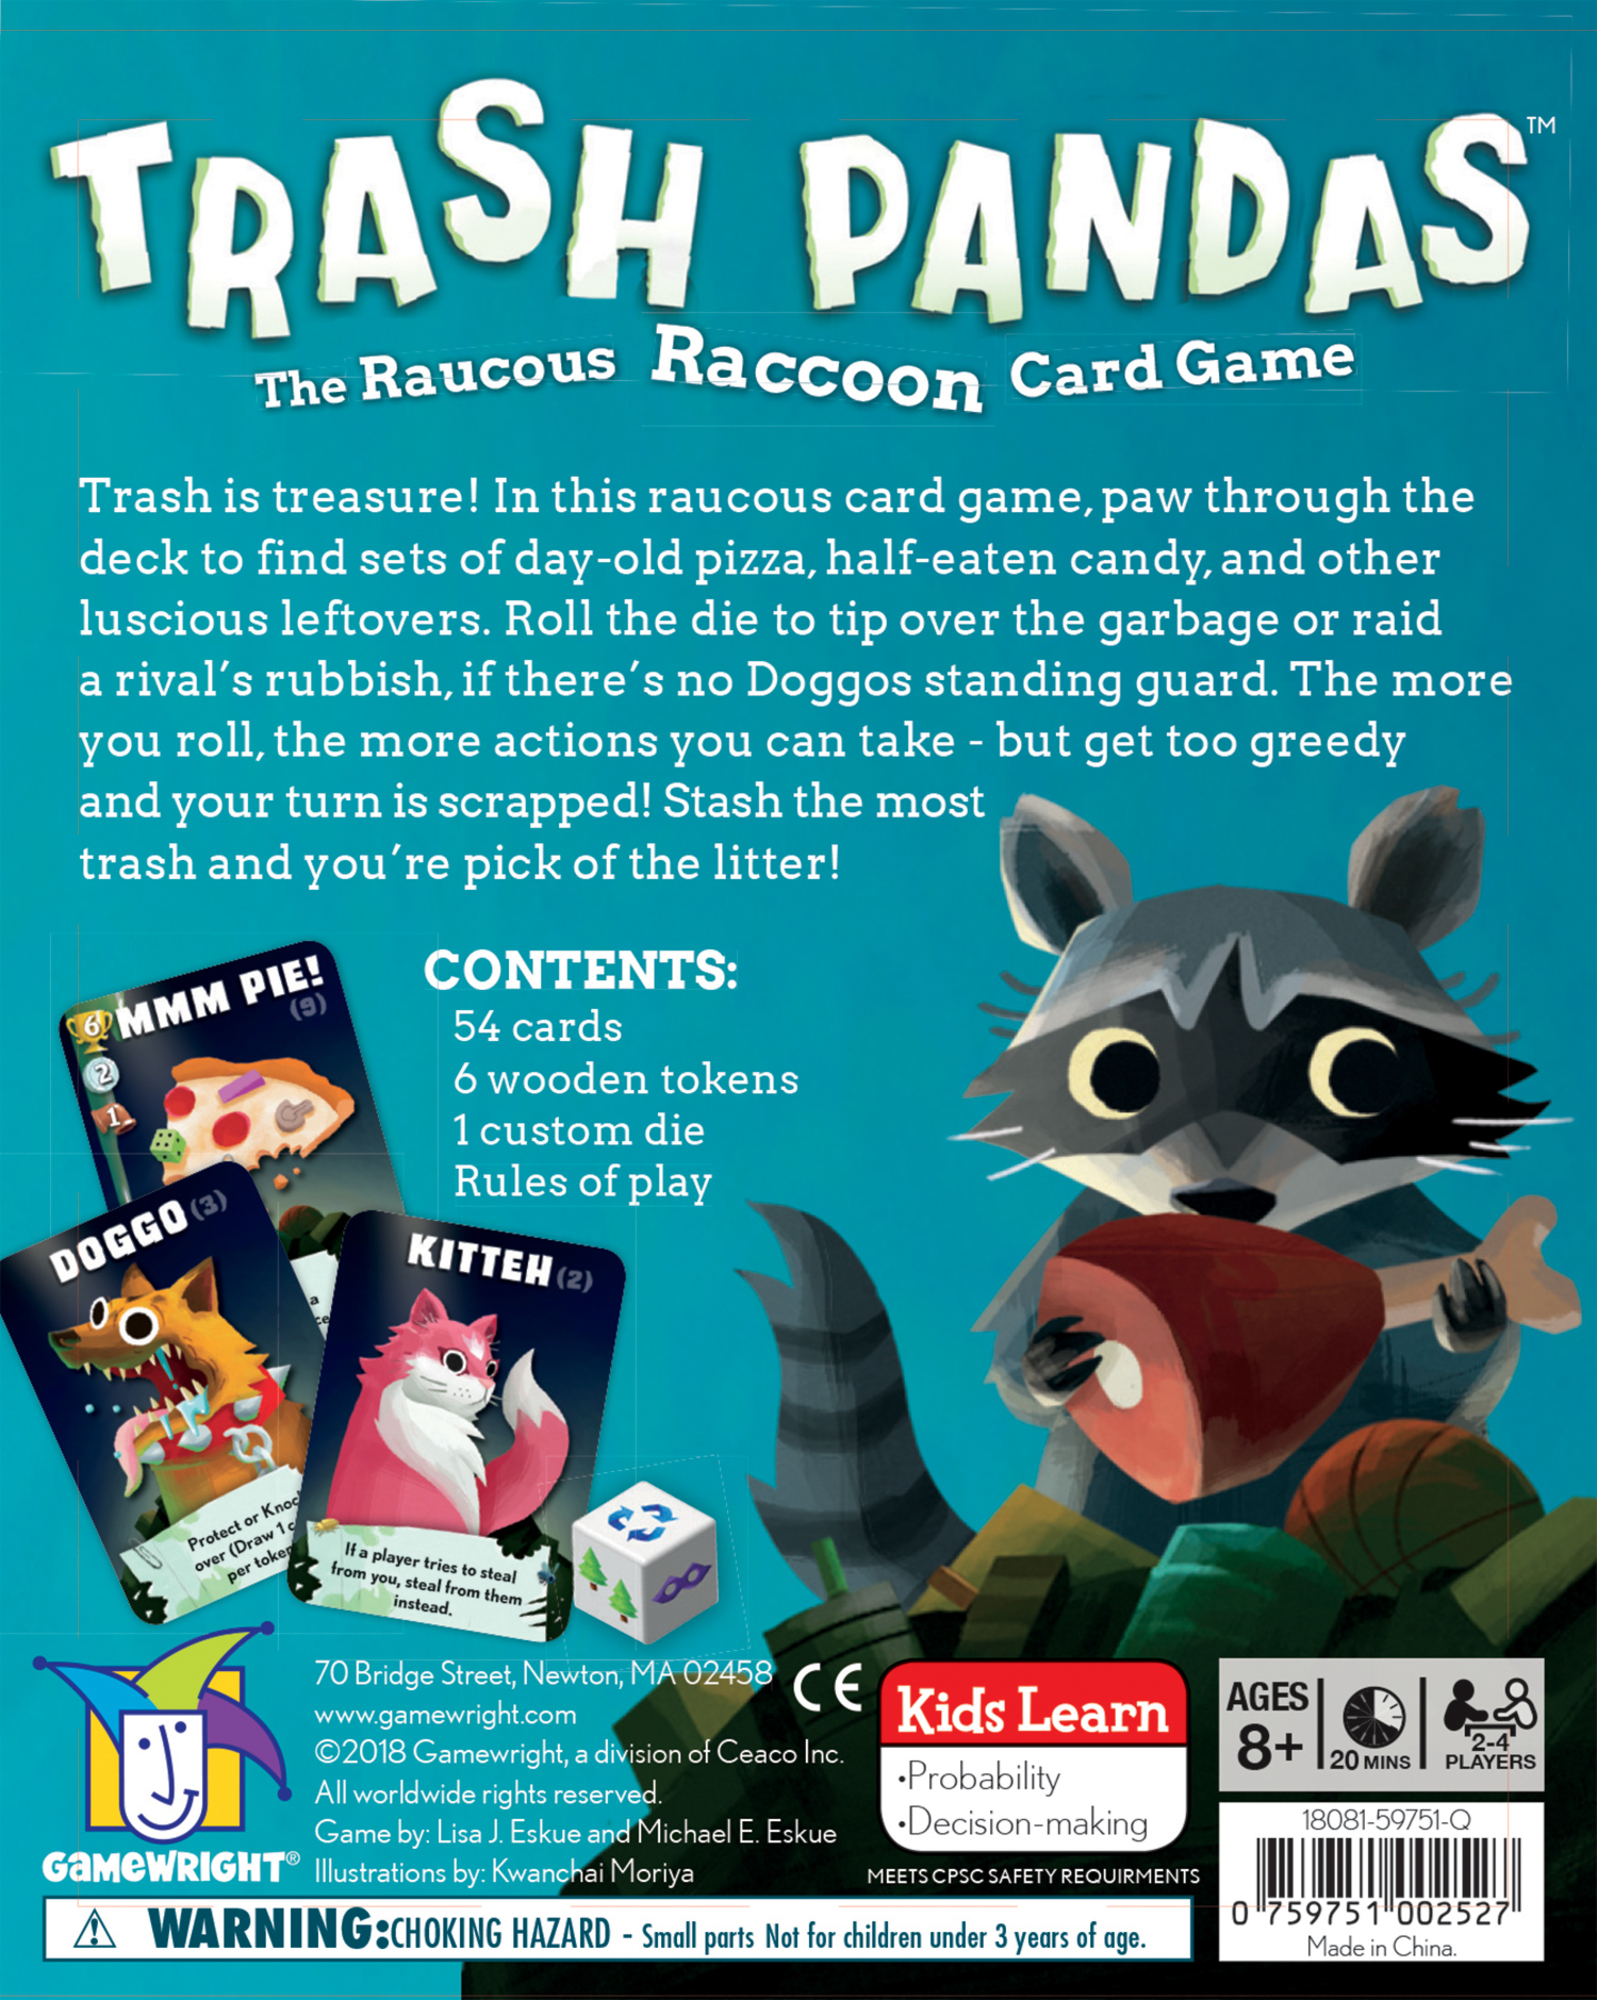 TRASH PANDAS™
The Raucous Raccoon Card Game
Trash is treasure! In this raucous card game, paw through the
deck to find sets of day-old pizza, half-eaten candy, and other
luscious leftovers. Roll the die to tip over the garbage or raid
a rival's rubbish, if there's no Doggos standing guard. The more
you roll, the more actions you can take - but get too greedy
and your turn is scrapped! Stash the most
trash and you're pick of the litter!
CONTENTS:
54 cards
6 wooden tokens
1 custom die
Rules of play
MMM PIE!
(9)
6
2
1
DOGGO (3)
Protect or
over (Draw 1
per
a
KITTEH (2)
If a player tries to steal
from you, steal from them
instead.
GAMEWRIGHT®
70 Bridge Street, Newton, MA 02458
www.gamewright.com
©2018 Gamewright, a division of Ceaco Inc.
All worldwide rights reserved.
Game by: Lisa J. Eskue and Michael E. Eskue
Illustrations by: Kwanchai Moriya
CE
Kids Learn
•Probability
•Decision-making
MEETS CPSC SAFETY REQUIRMENTS
AGES
8+
20 MINS
2-4
PLAYERS
18081-59751-Q
0 759751 002527
Made in China.
WARNING:CHOKING HAZARD - Small parts Not for children under 3 years of age.